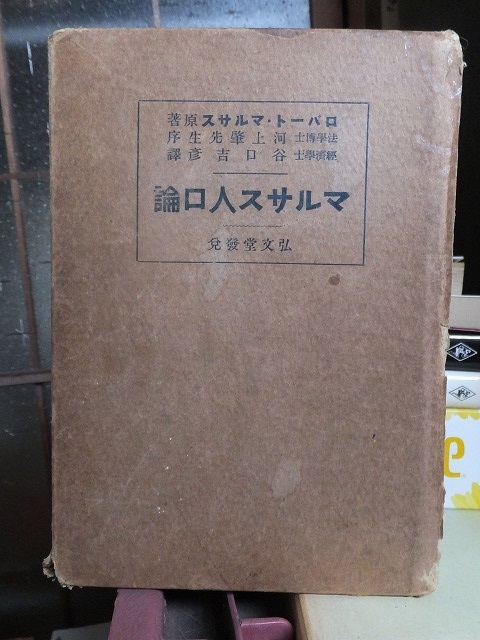 ロバート・マルサス原著
法學博士河上肇先生序
經濟學士谷口吉彥譯
マルサス人口論
弘文堂發兌